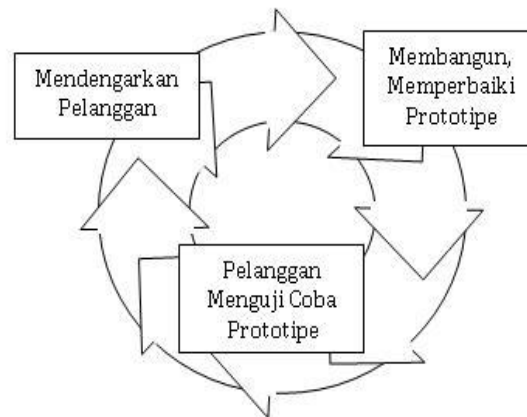 Mendengarkan
Pelanggan
Membangun,
Memperbaiki
Prototipe
Pelanggan
Menguji Coba
Prototipe